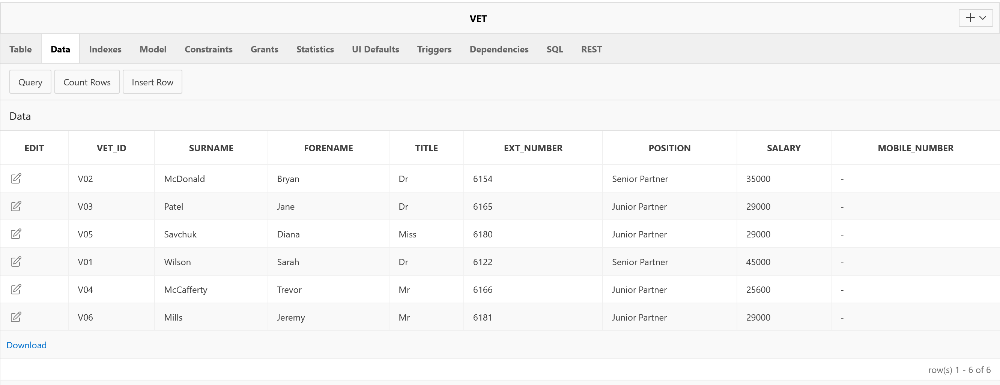 VET
Table Data Indexes Model Constraints Grants Statistics UI Defaults Triggers Dependencies SQL REST
Query Count Rows Insert Row
Data
EDIT VET_ID SURNAME FORENAME TITLE EXT_NUMBER POSITION SALARY MOBILE_NUMBER
V02 McDonald Bryan Dr 6154 Senior Partner 35000 -
V03 Patel Jane Dr 6165 Junior Partner 29000 -
V05 Savchuk Diana Miss 6180 Junior Partner 29000 -
V01 Wilson Sarah Dr 6122 Senior Partner 45000 -
V04 McCafferty Trevor Mr 6166 Junior Partner 25600 -
V06 Mills Jeremy Mr 6181 Junior Partner 29000 -
Download
row(s) 1 - 6 of 6